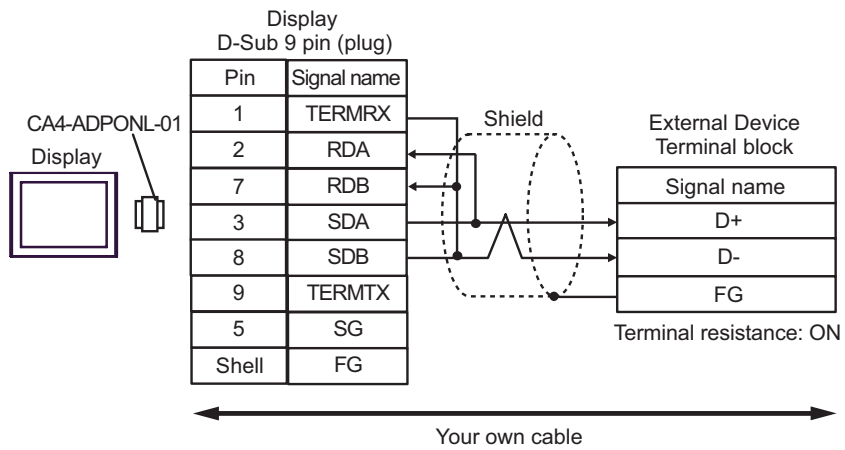 Display
D-Sub 9 pin (plug)
Pin Signal name
1 TERMRX
2 RDA
7 RDB
3 SDA
8 SDB
9 TERMTX
5 SG
Shell FG
CA4-ADPONL-01
Display
Shield
External Device
Terminal block
Signal name
D+
D-
FG
Terminal resistance: ON
Your own cable